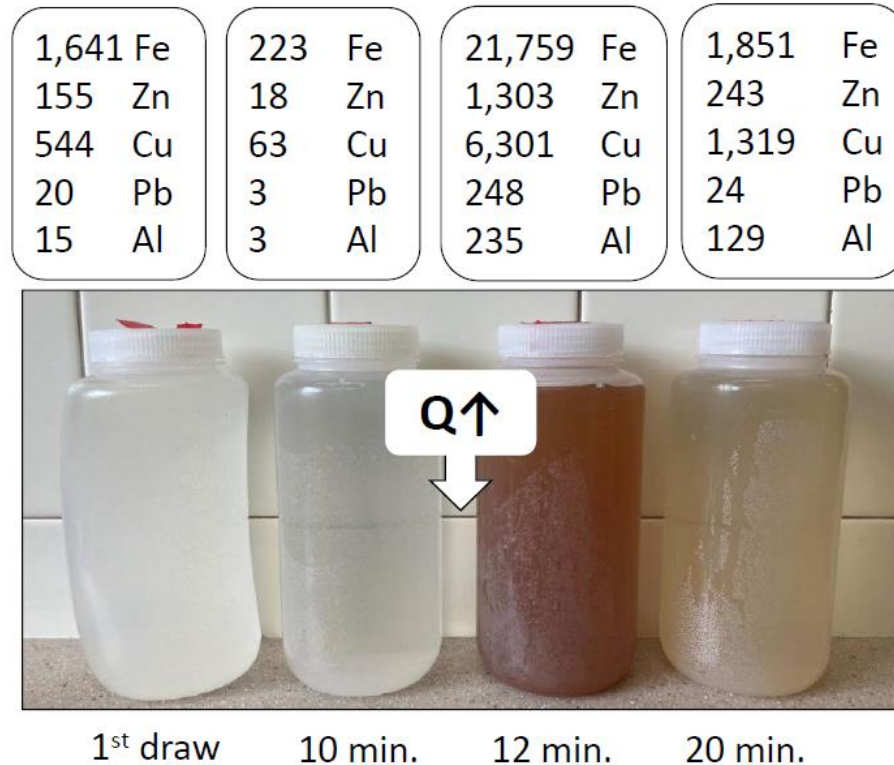 1,641 Fe
155 Zn
544 Cu
20 Pb
15 Al
223 Fe
18 Zn
63 Cu
3 Pb
3 Al
21,759 Fe
1,303 Zn
6,301 Cu
248 Pb
235 Al
1,851 Fe
243 Zn
1,319 Cu
24 Pb
129 Al
Q↑
1st draw
10 min.
12 min.
20 min.